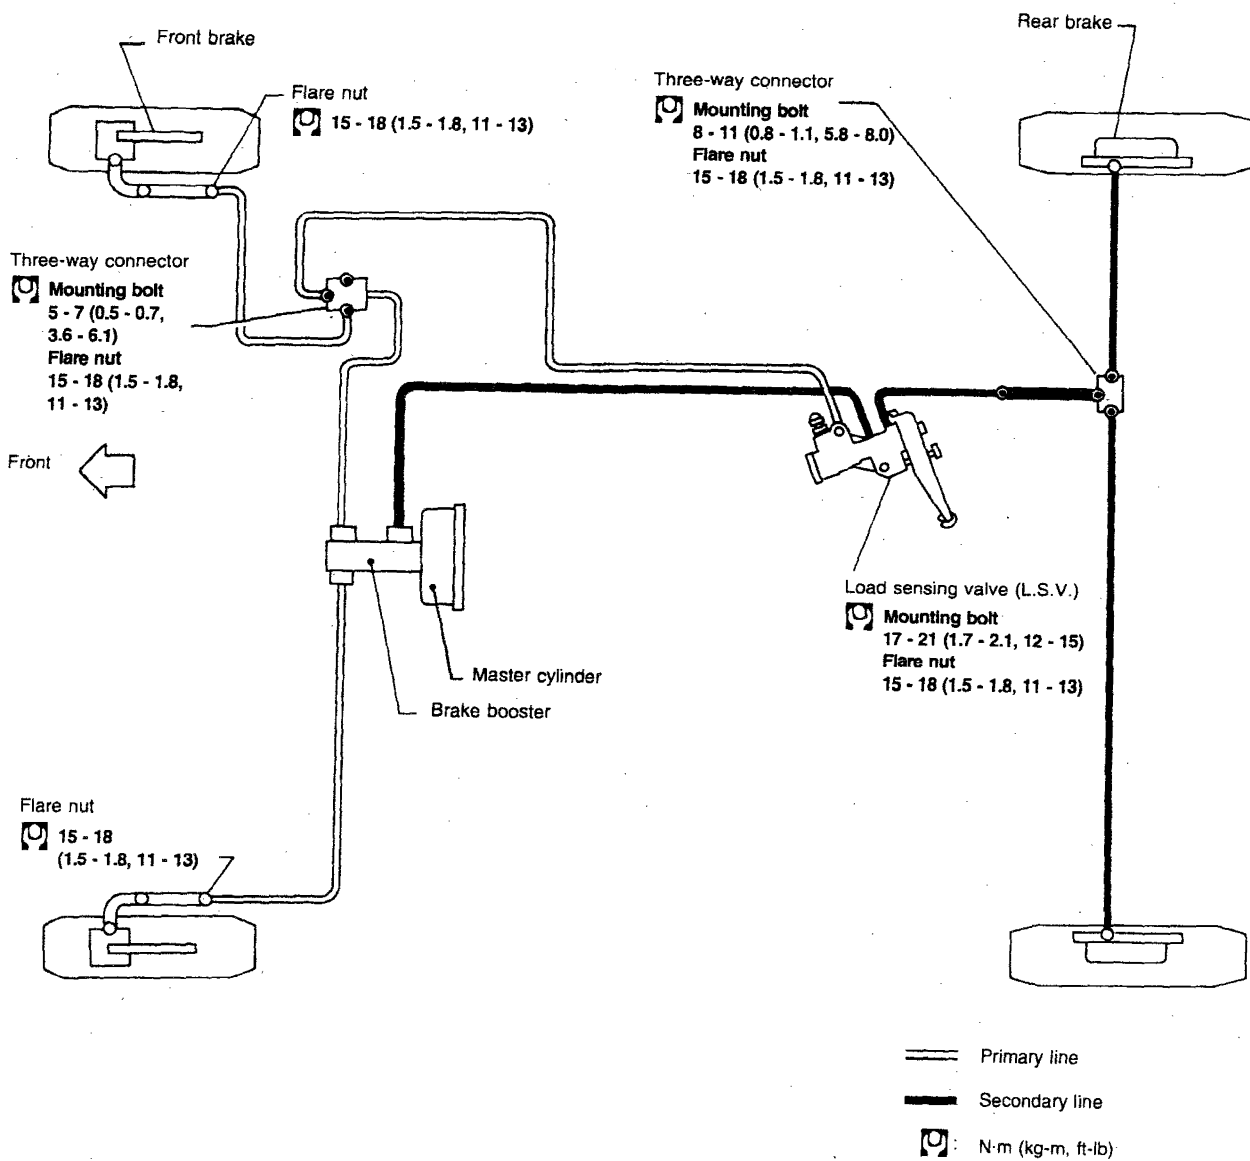 Front brake
Rear brake
Flare nut
15 - 18 (1.5 - 1.8, 11 - 13)
Three-way connector
Mounting bolt
8 - 11 (0.8 - 1.1, 5.8 - 8.0)
Flare nut
15 - 18 (1.5 - 1.8, 11 - 13)
Three-way connector
Mounting bolt
5 - 7 (0.5 - 0.7,
3.6 - 6.1)
Flare nut
15 - 18 (1.5 - 1.8,
11 - 13)
Front
Load sensing valve (L.S.V.)
Mounting bolt
17 - 21 (1.7 - 2.1, 12 - 15)
Flare nut
15 - 18 (1.5 - 1.8, 11 - 13)
Master cylinder
Brake booster
Flare nut
15 - 18
(1.5 - 1.8, 11 - 13)
Primary line
Secondary line
: N·m (kg-m, ft-lb)